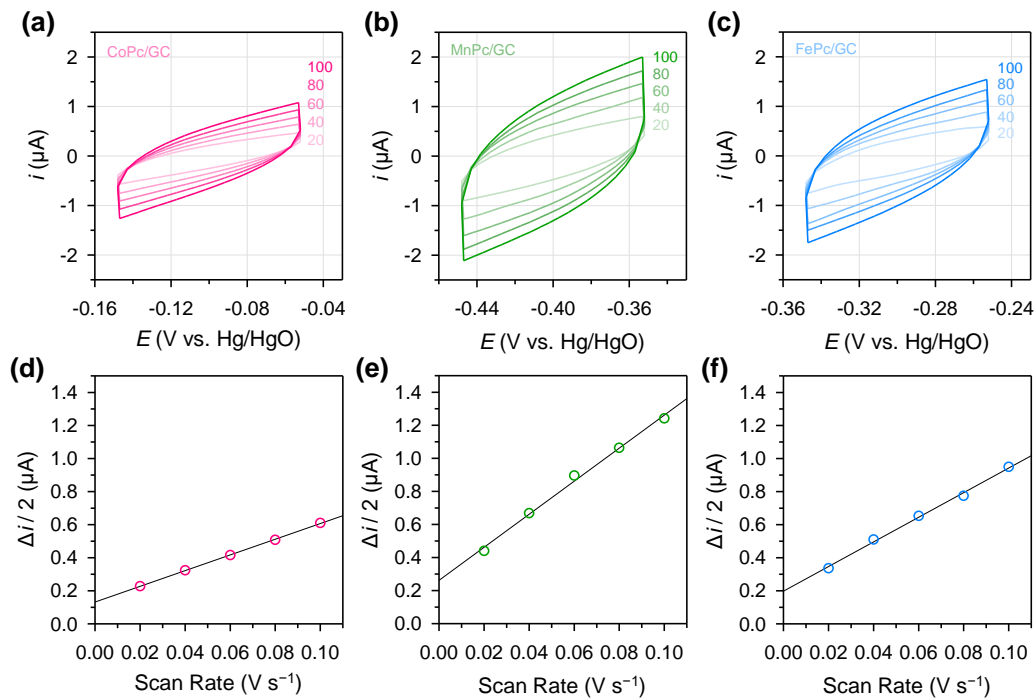 (a)
CoPc/GC
100
80
60
40
20
2
1
0
-1
-2
i (µA)
-0.16 -0.12 -0.08 -0.04
E (V vs. Hg/HgO)
(b)
MnPc/GC
100
80
60
40
20
2
1
0
-1
-2
i (µA)
-0.44 -0.40 -0.36
E (V vs. Hg/HgO)
(c)
FePc/GC
100
80
60
40
20
2
1
0
-1
-2
i (µA)
-0.36 -0.32 -0.28 -0.24
E (V vs. Hg/HgO)
(d)
1.4
1.2
1.0
0.8
0.6
0.4
0.2
0.0
Δi / 2 (µA)
0.00 0.02 0.04 0.06 0.08 0.10
Scan Rate (V s⁻¹)
(e)
1.4
1.2
1.0
0.8
0.6
0.4
0.2
0.0
Δi / 2 (µA)
0.00 0.02 0.04 0.06 0.08 0.10
Scan Rate (V s⁻¹)
(f)
1.4
1.2
1.0
0.8
0.6
0.4
0.2
0.0
Δi / 2 (µA)
0.00 0.02 0.04 0.06 0.08 0.10
Scan Rate (V s⁻¹)